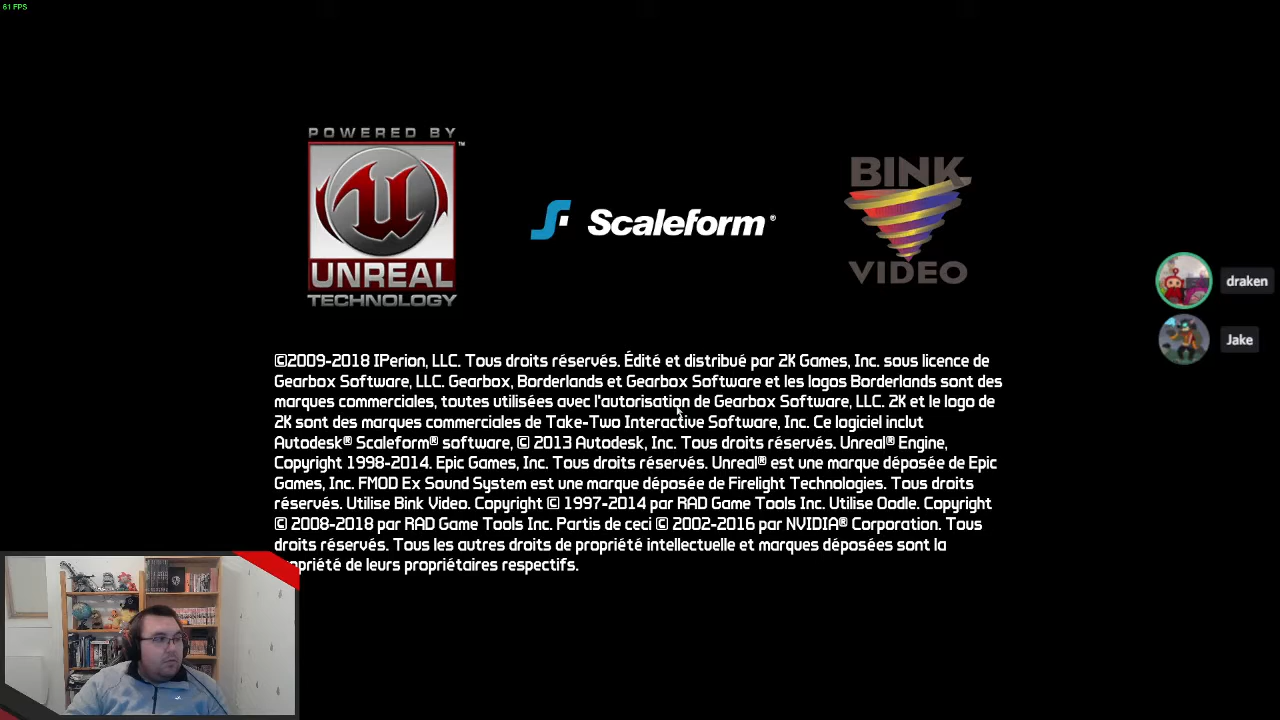 61 FPS
POWERED BY
UNREAL
TECHNOLOGY
™
Scaleform®
BINK
VIDEO
draken
Jake
©2009-2018 IPerion, LLC. Tous droits réservés. Édité et distribué par 2K Games, Inc. sous licence de
Gearbox Software, LLC. Gearbox, Borderlands et Gearbox Software et les logos Borderlands sont des
marques commerciales, toutes utilisées avec l'autorisation de Gearbox Software, LLC. 2K et le logo de
2K sont des marques commerciales de Take-Two Interactive Software, Inc. Ce logiciel inclut
Autodesk® Scaleform® software, © 2013 Autodesk, Inc. Tous droits réservés. Unreal® Engine,
Copyright 1998-2014. Epic Games, Inc. Tous droits réservés. Unreal® est une marque déposée de Epic
Games, Inc. FMOD Ex Sound System est une marque déposée de Firelight Technologies. Tous droits
réservés. Utilise Bink Video. Copyright © 1997-2014 par RAD Game Tools Inc. Utilise Oodle. Copyright
© 2008-2018 par RAD Game Tools Inc. Partis de ceci © 2002-2016 par NVIDIA® Corporation. Tous
droits réservés. Tous les autres droits de propriété intellectuelle et marques déposées sont la
opriété de leurs propriétaires respectifs.